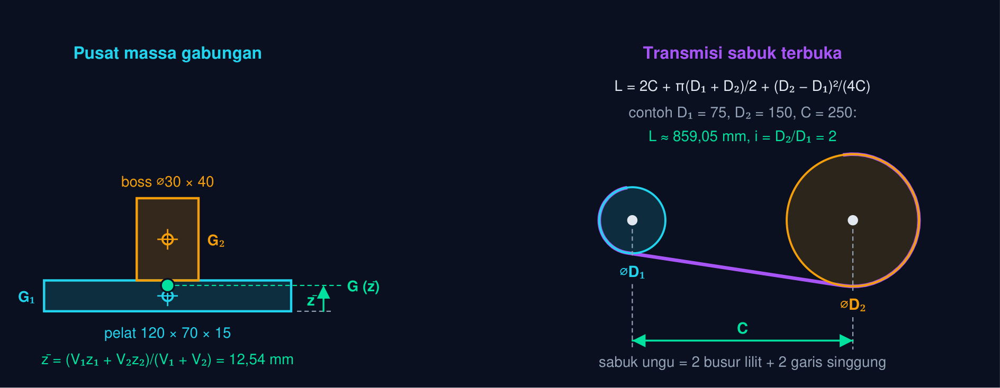 Pusat massa gabungan
boss ⌀30 × 40
G₂
G₁
G (z̄)
z̄
pelat 120 × 70 × 15
z̄ = (V₁z₁ + V₂z₂)/(V₁ + V₂) = 12,54 mm
Transmisi sabuk terbuka
L = 2C + π(D₁ + D₂)/2 + (D₂ − D₁)²/(4C)
contoh D₁ = 75, D₂ = 150, C = 250:
L ≈ 859,05 mm, i = D₂/D₁ = 2
⌀D₁
⌀D₂
C
sabuk ungu = 2 busur lilit + 2 garis singgung